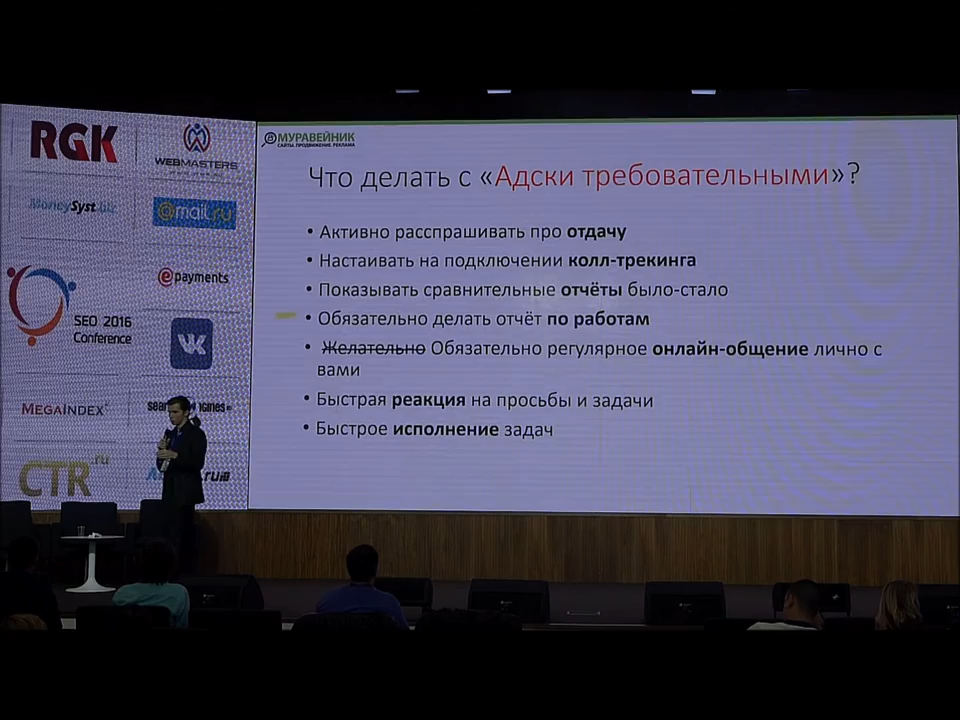 RGK
WEBMASTERS
MoneySyst.biz
@mail.ru
epayments
SEO 2016
Conference
MEGAINDEX
CTR.ru
МУРАВЕЙНИК
САЙТЫ. ПРОДВИЖЕНИЕ. РЕКЛАМА
Что делать с «Адски требовательными»?
• Активно расспрашивать про отдачу
• Настаивать на подключении колл-трекинга
• Показывать сравнительные отчёты было-стало
• Обязательно делать отчёт по работам
• Желательно Обязательно регулярное онлайн-общение лично с
вами
• Быстрая реакция на просьбы и задачи
• Быстрое исполнение задач